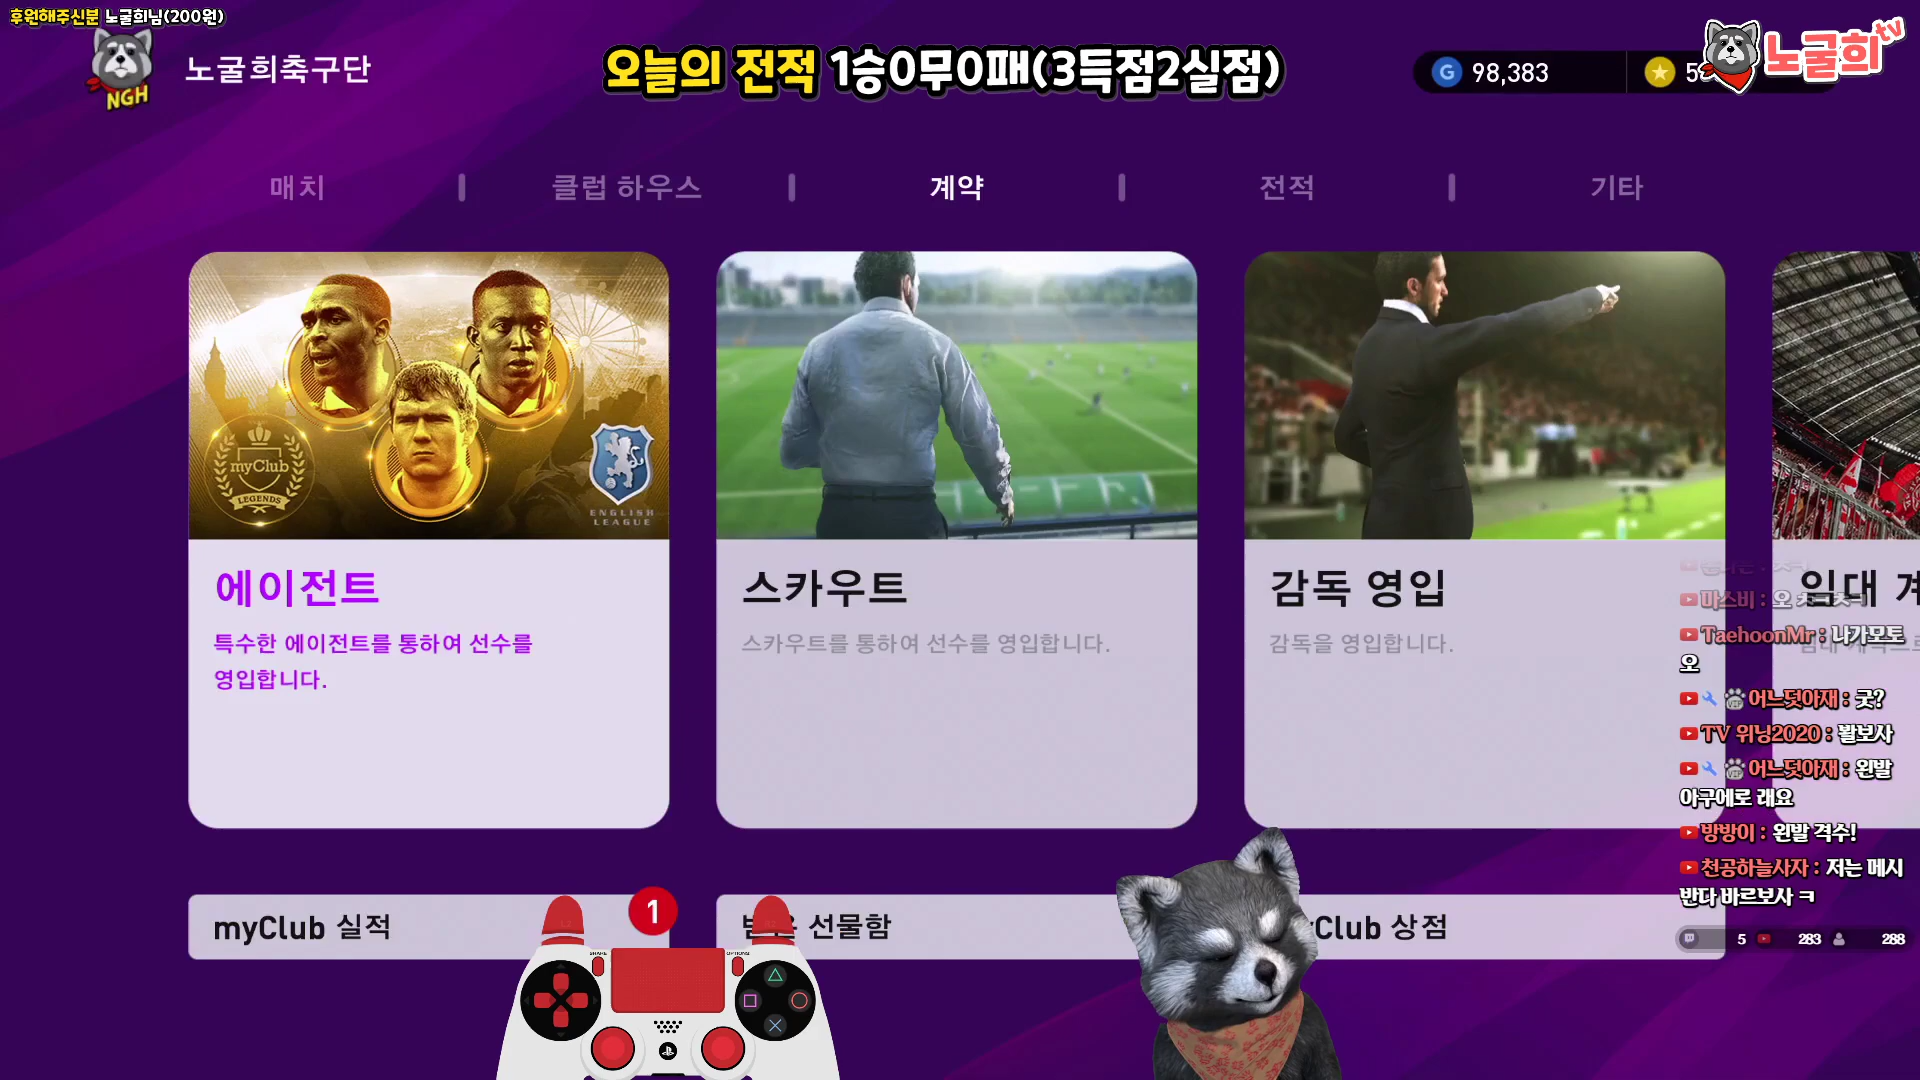 후원해주신분 노굴희님(200원)
NGH
노굴희축구단
오늘의 전적 1승0무0패(3득점2실점)
G 98,383
노굴희tv
매치
클럽 하우스
계약
전적
기타
myClub
LEGENDS
ENGLISH
LEAGUE
에이전트
특수한 에이전트를 통하여 선수를
영입합니다.
스카우트
스카우트를 통하여 선수를 영입합니다.
감독 영입
감독을 영입합니다.
임대
마스비 : 오
TaehoonMr : 나가모토
오
어느덧아재 : 굿?
TV 위닝2020 : 봘보사
어느덧아재 : 왼발
야구에로 래요
방방이 : 왼발 격수!
천공하늘사자 : 저는 메시
반다 바르보사 ㅋ
5 283 288
myClub 실적
1
선물함
Club 상점
SHARE
OPTIONS